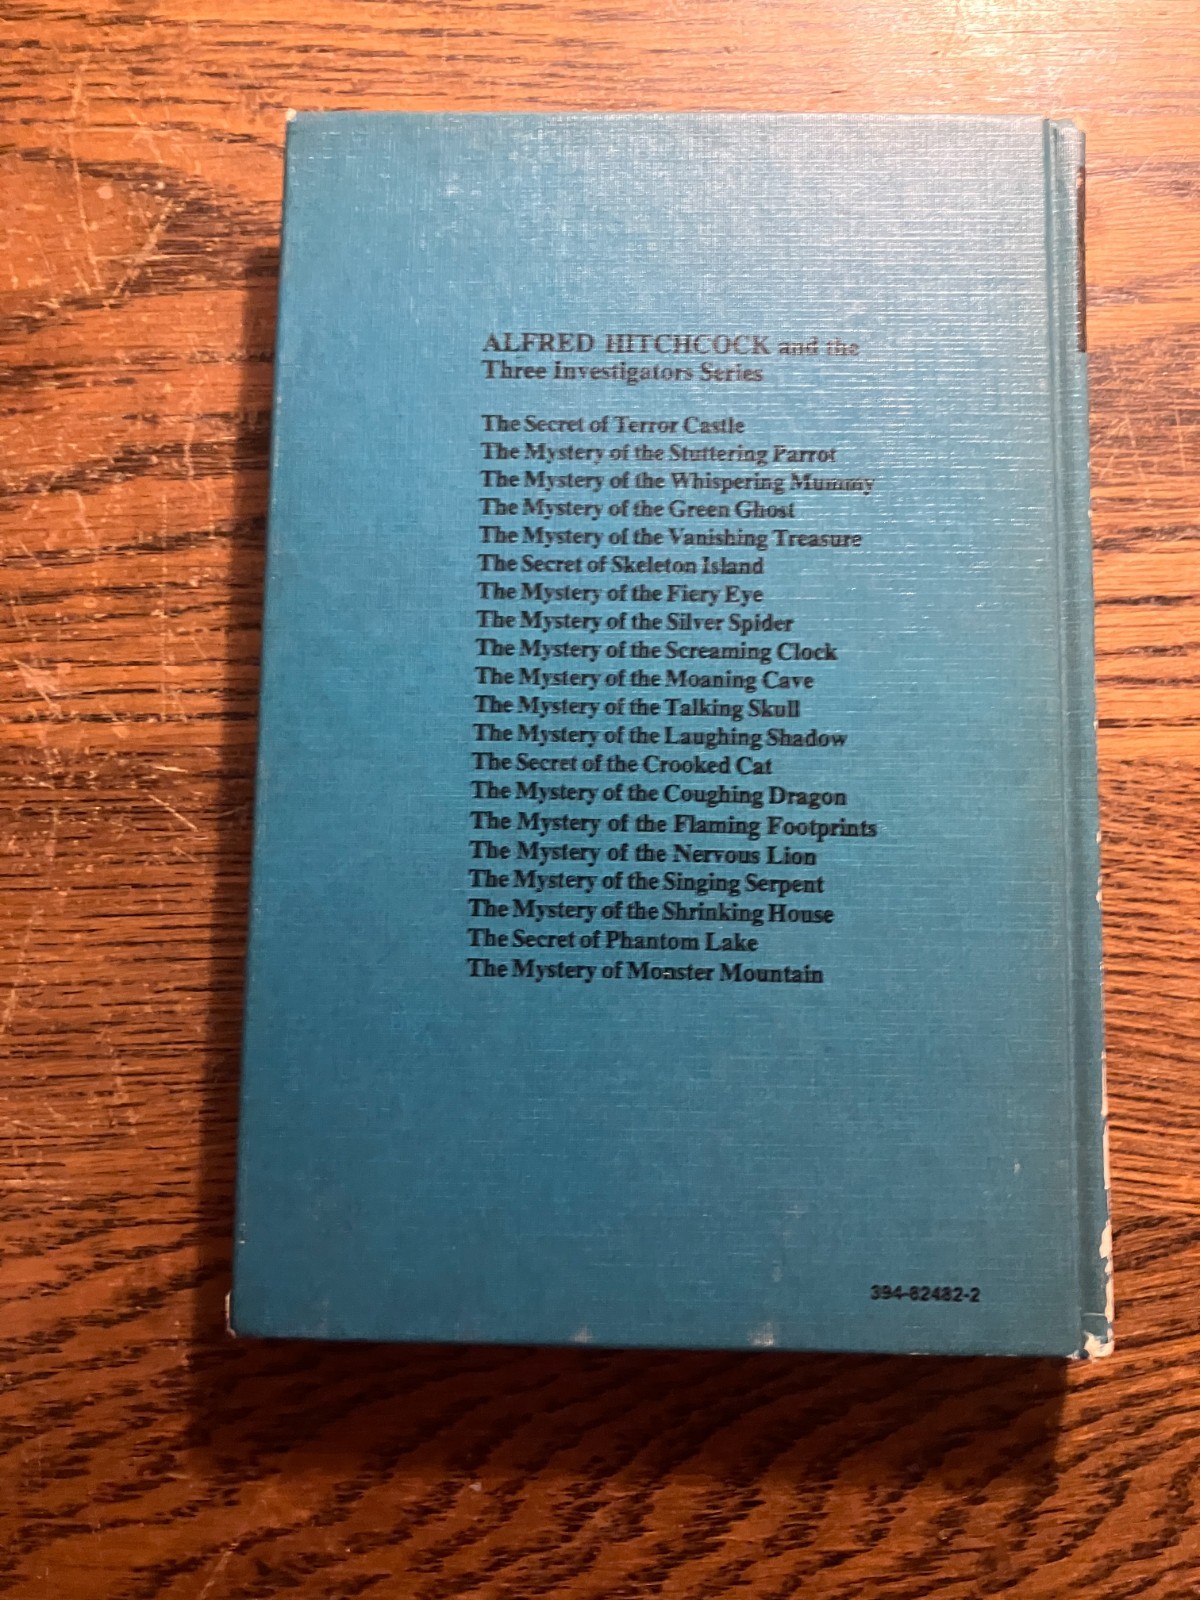 ALFRED HITCHCOCK and the
Three Investigators Series
The Secret of Terror Castle
The Mystery of the Stuttering Parrot
The Mystery of the Whispering Mummy
The Mystery of the Green Ghost
The Mystery of the Vanishing Treasure
The Secret of Skeleton Island
The Mystery of the Fiery Eye
The Mystery of the Silver Spider
The Mystery of the Screaming Clock
The Mystery of the Moaning Cave
The Mystery of the Talking Skull
The Mystery of the Laughing Shadow
The Secret of the Crooked Cat
The Mystery of the Coughing Dragon
The Mystery of the Flaming Footprints
The Mystery of the Nervous Lion
The Mystery of the Singing Serpent
The Mystery of the Shrinking House
The Secret of Phantom Lake
The Mystery of Monster Mountain
394-82482-2